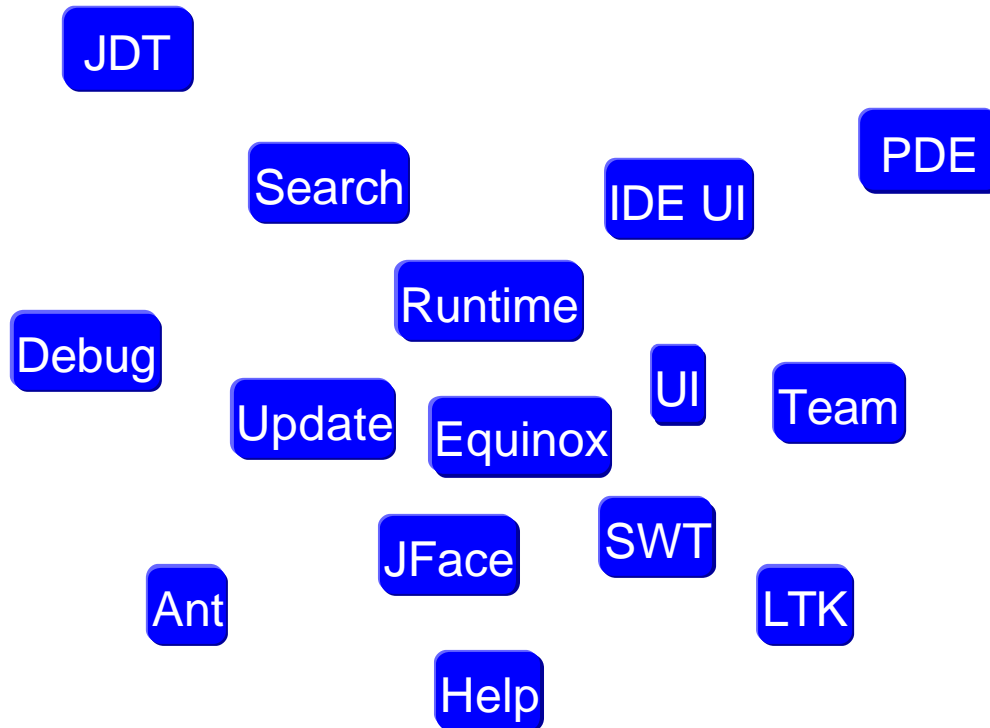 JDT
PDE
Search
IDE UI
Runtime
Debug
UI
Team
Update
Equinox
SWT
JFace
Ant
LTK
Help